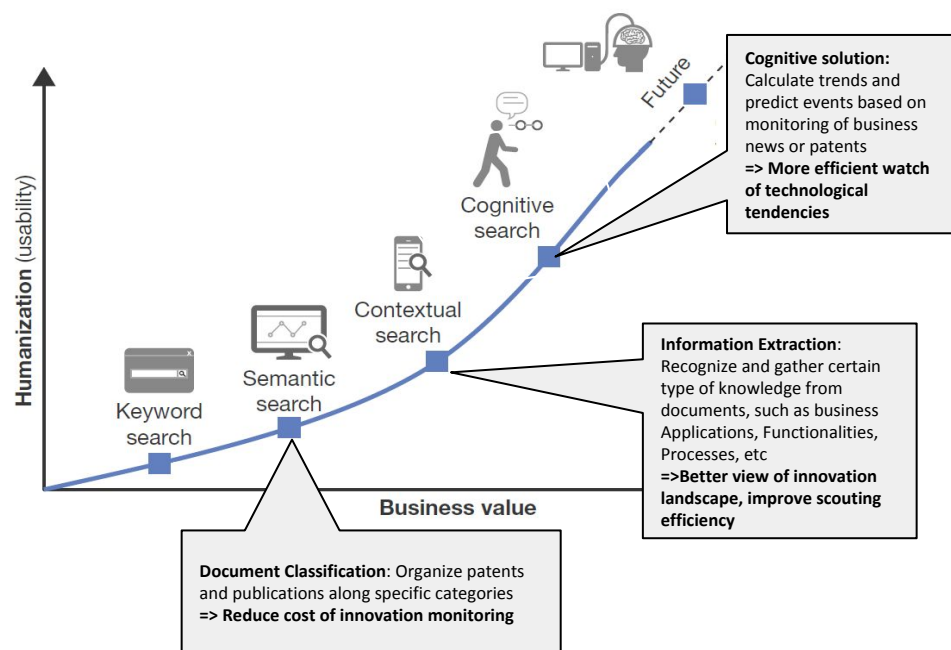 Humanization (usability)
Business value
Keyword
search
Semantic
search
Contextual
search
Cognitive
search
Future
Cognitive solution:
Calculate trends and
predict events based on
monitoring of business
news or patents
=> More efficient watch
of technological
tendencies
Information Extraction:
Recognize and gather certain
type of knowledge from
documents, such as business
Applications, Functionalities,
Processes, etc
=>Better view of innovation
landscape, improve scouting
efficiency
Document Classification: Organize patents
and publications along specific categories
=> Reduce cost of innovation monitoring